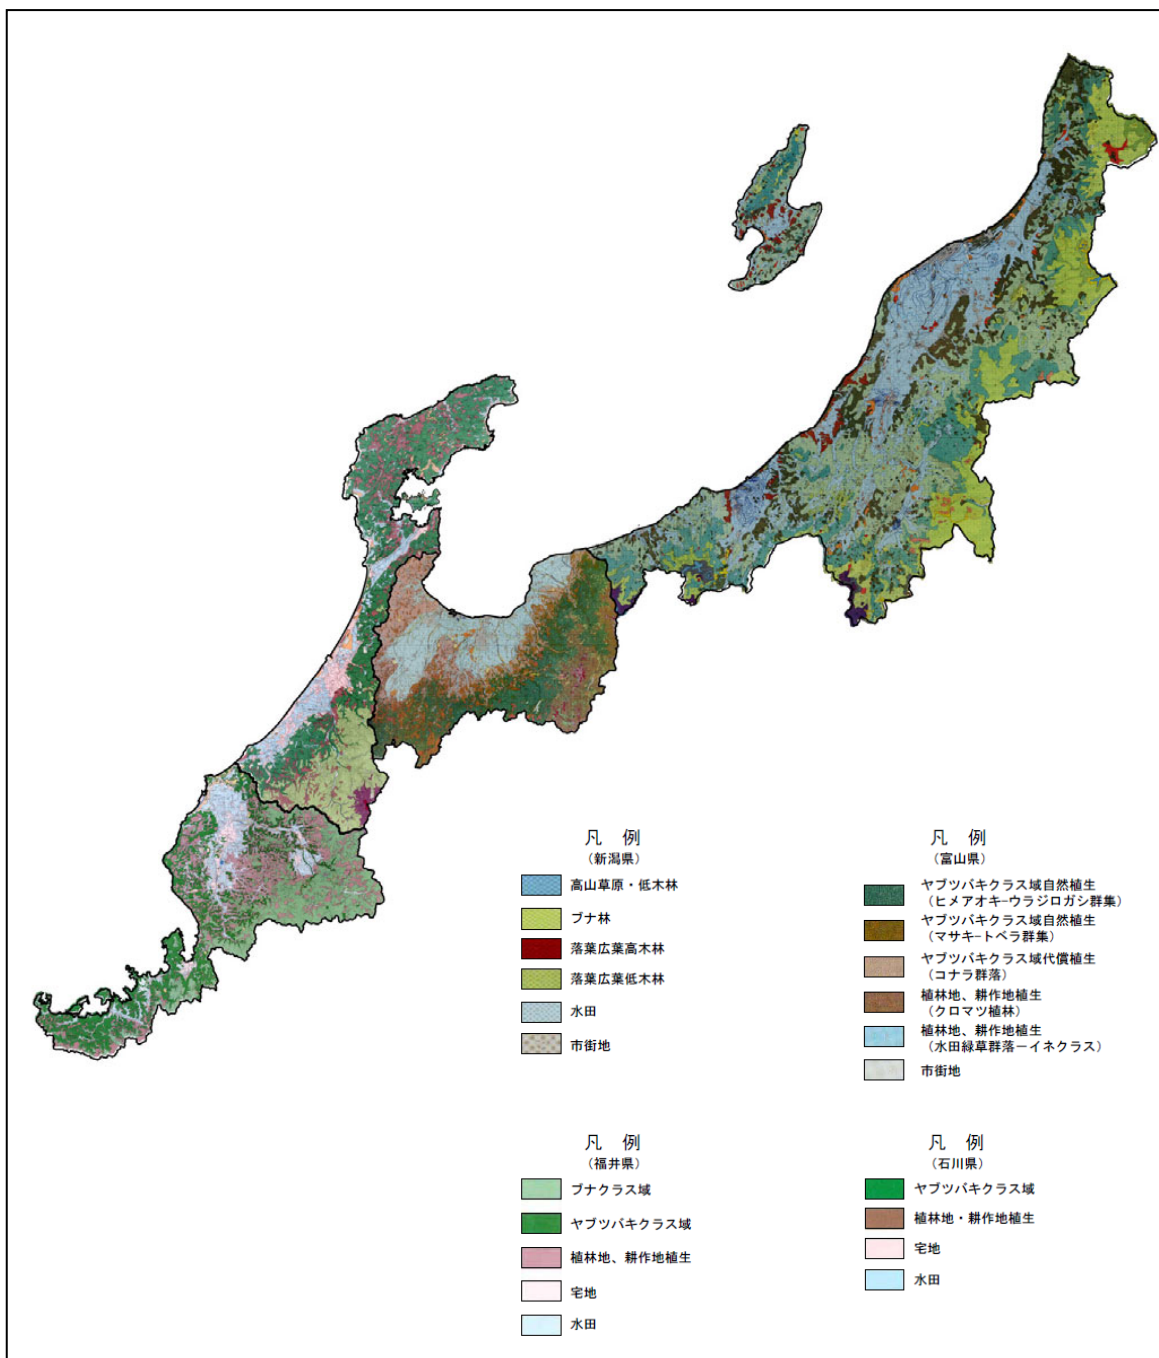 凡 例
(新潟県)
高山草原・低木林
ブナ林
落葉広葉高木林
落葉広葉低木林
水田
市街地
凡 例
(富山県)
ヤブツバキクラス域自然植生
(ヒメアオキ−ウラジロガシ群集)
ヤブツバキクラス域自然植生
(マサキ−トベラ群集)
ヤブツバキクラス域代償植生
(コナラ群落)
植林地、耕作地植生
(クロマツ植林)
植林地、耕作地植生
(水田緑草群落−イネクラス)
市街地
凡 例
(福井県)
ブナクラス域
ヤブツバキクラス域
植林地、耕作地植生
宅地
水田
凡 例
(石川県)
ヤブツバキクラス域
植林地・耕作地植生
宅地
水田